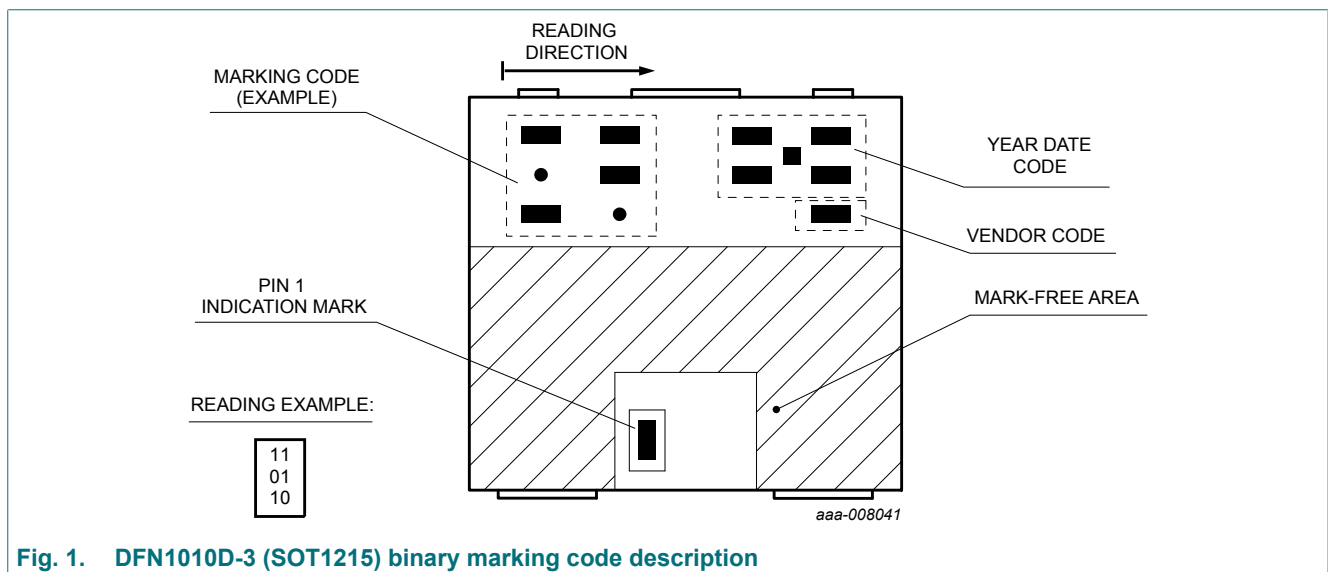 READING
DIRECTION
MARKING CODE
(EXAMPLE)
YEAR DATE
CODE
VENDOR CODE
PIN 1
INDICATION MARK
MARK-FREE AREA
READING EXAMPLE:
11
01
10
aaa-008041
Fig. 1. DFN1010D-3 (SOT1215) binary marking code description